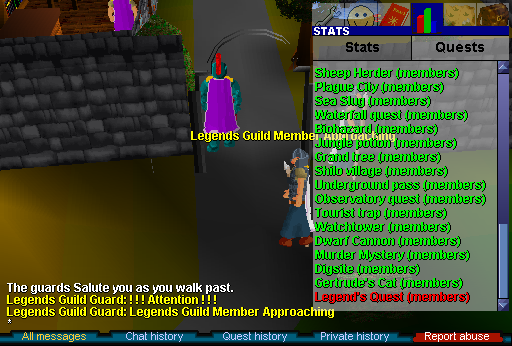 STATS
Stats Quests
Sheep Herder (members)
Plague City (members)
Sea Slug (members)
Waterfall quest (members)
Biohazard (members)
Jungle potion (members)
Grand tree (members)
Shilo village (members)
Underground pass (members)
Observatory quest (members)
Tourist trap (members)
Watchtower (members)
Dwarf Cannon (members)
Murder Mystery (members)
Digsite (members)
Gertrude's Cat (members)
Legend's Quest (members)
Legends Guild Member Approaching
The guards Salute you as you walk past.
Legends Guild Guard: ! ! ! Attention ! ! !
Legends Guild Guard: Legends Guild Member Approaching
*
All messages Chat history Quest history Private history Report abuse